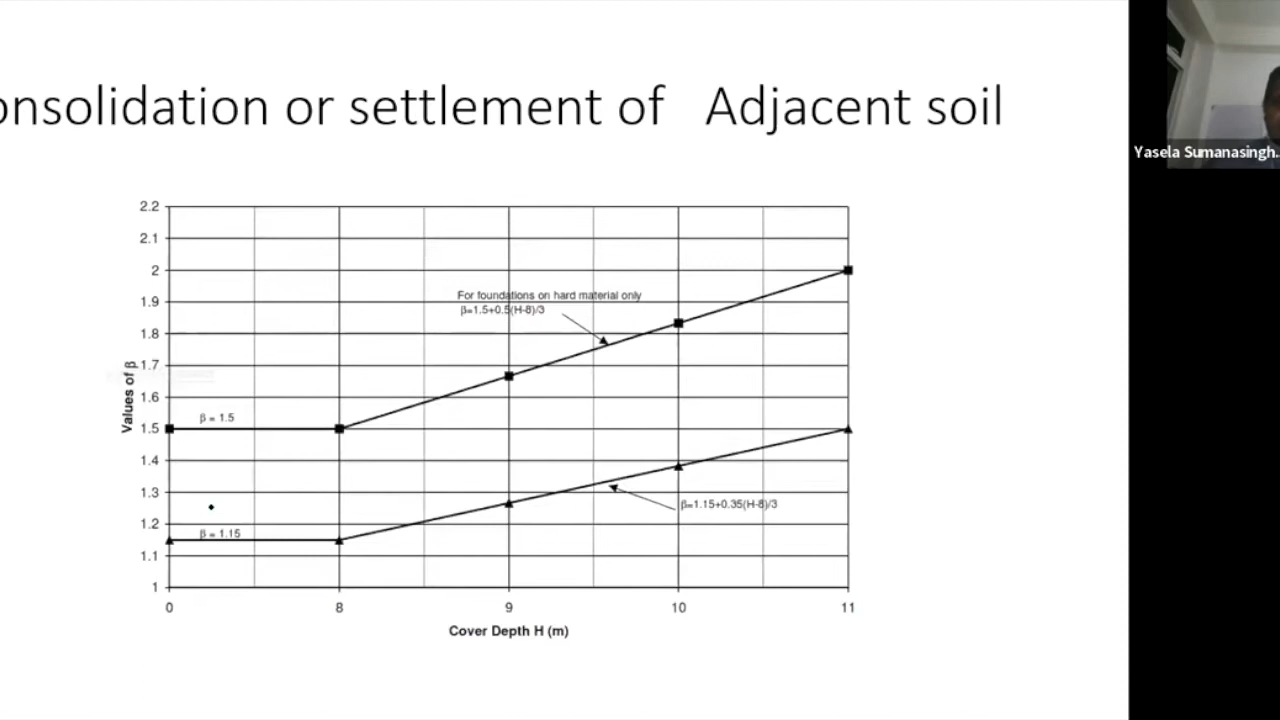 onsolidation or settlement of Adjacent soil
Yasela Sumanasingh..
2.2
2.1
2
1.9
1.8
1.7
1.6
1.5
1.4
1.3
1.2
1.1
1
Values of β
For foundations on hard material only
β=1.5+0.5(H-8)/3
β = 1.5
β=1.15+0.35(H-8)/3
β = 1.15
0 8 9 10 11
Cover Depth H (m)